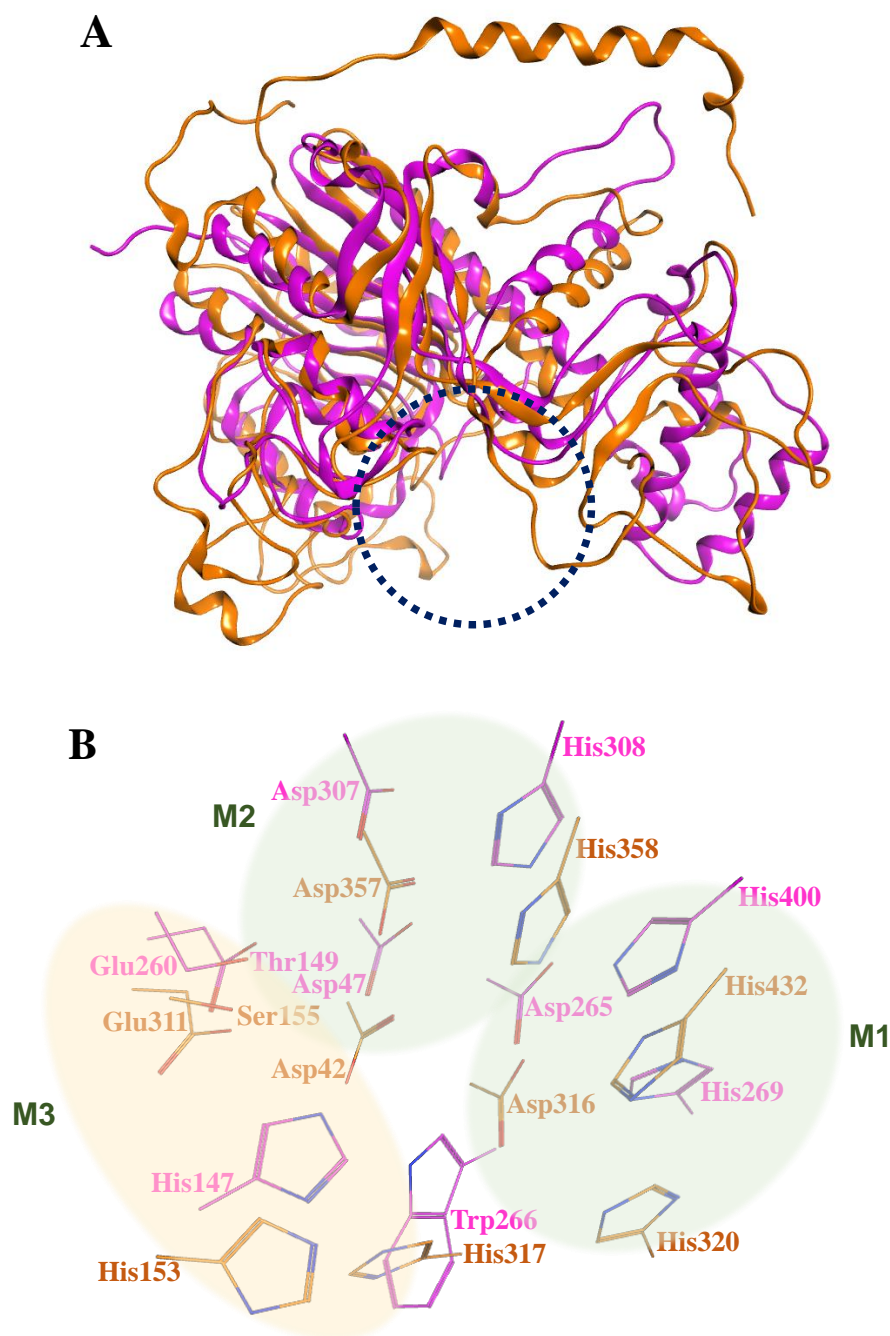 A
B
His308
Asp307
M2
His358
Asp357
His400
Glu260
Thr149
Asp47
Asp265
His432
Glu311
Ser155
M1
Asp42
Asp316
His269
M3
His147
Trp266
His317
His320
His153